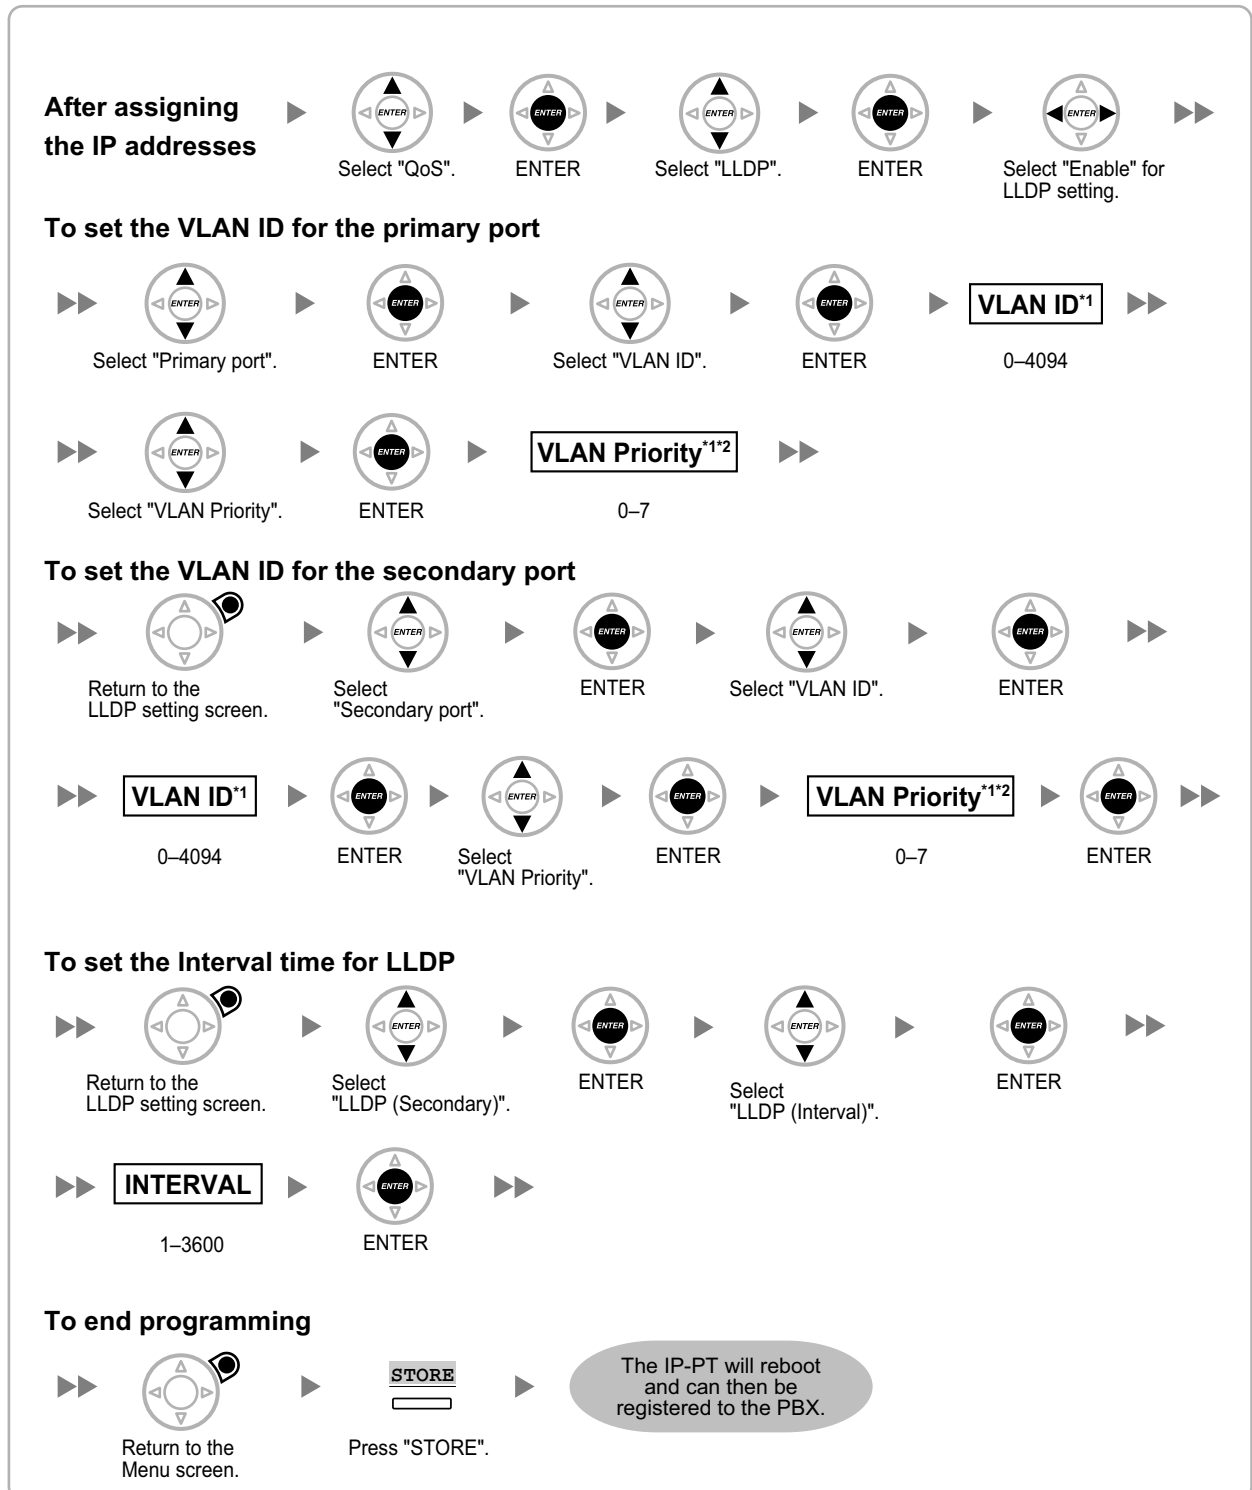 After assigning
the IP addresses
ENTER ENTER ENTER ENTER ENTER
Select "QoS". ENTER Select "LLDP". ENTER Select "Enable" for
LLDP setting.
To set the VLAN ID for the primary port
ENTER ENTER ENTER ENTER VLAN ID*1
Select "Primary port". ENTER Select "VLAN ID". ENTER 0–4094
ENTER ENTER VLAN Priority*1*2
Select "VLAN Priority". ENTER 0–7
To set the VLAN ID for the secondary port
ENTER ENTER ENTER ENTER
Return to the
LLDP setting screen.
Select
"Secondary port".
ENTER Select "VLAN ID". ENTER
VLAN ID*1 ENTER ENTER ENTER VLAN Priority*1*2 ENTER
0–4094 ENTER Select
"VLAN Priority".
ENTER 0–7 ENTER
To set the Interval time for LLDP
ENTER ENTER ENTER ENTER
Return to the
LLDP setting screen.
Select
"LLDP (Secondary)".
ENTER
Select
"LLDP (Interval)".
ENTER
INTERVAL ENTER
1–3600 ENTER
To end programming
STORE
The IP-PT will reboot
and can then be
registered to the PBX.
Return to the
Menu screen.
Press "STORE".